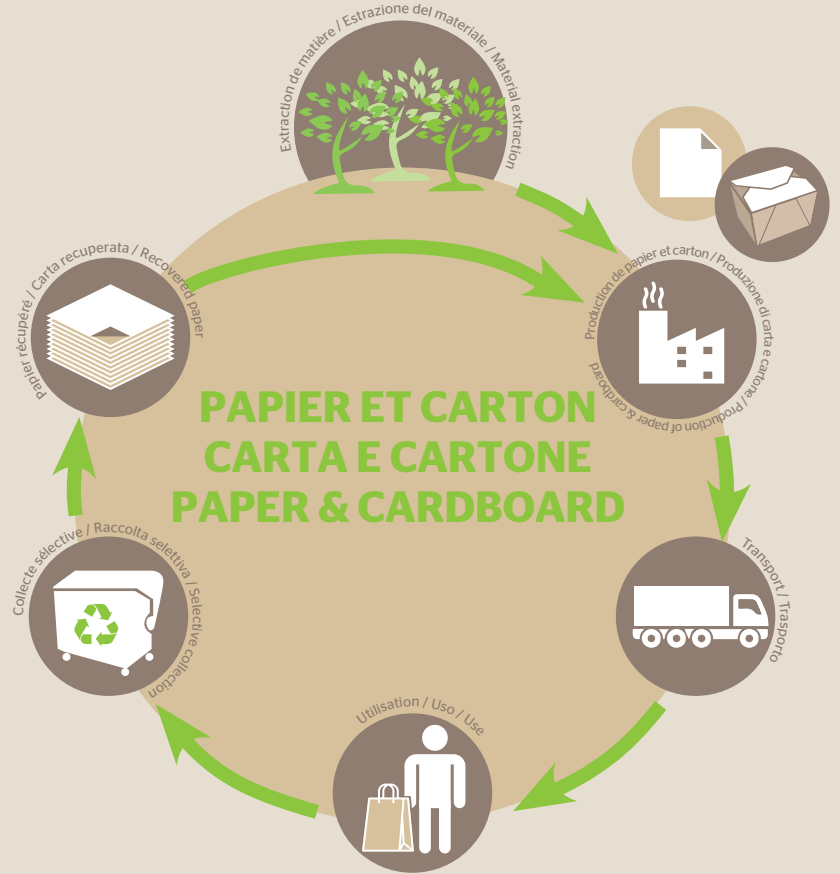 Extraction de matière / Estrazione del materiale / Material extraction
Production de papier et carton / Produzione di carta e cartone / Production of paper & cardboard
Papier récupéré / Carta recuperata / Recovered paper
PAPIER ET CARTON
CARTA E CARTONE
PAPER & CARDBOARD
Collecte sélective / Raccolta selettiva / Selective collection
Transport / Trasporto
Utilisation / Uso / Use